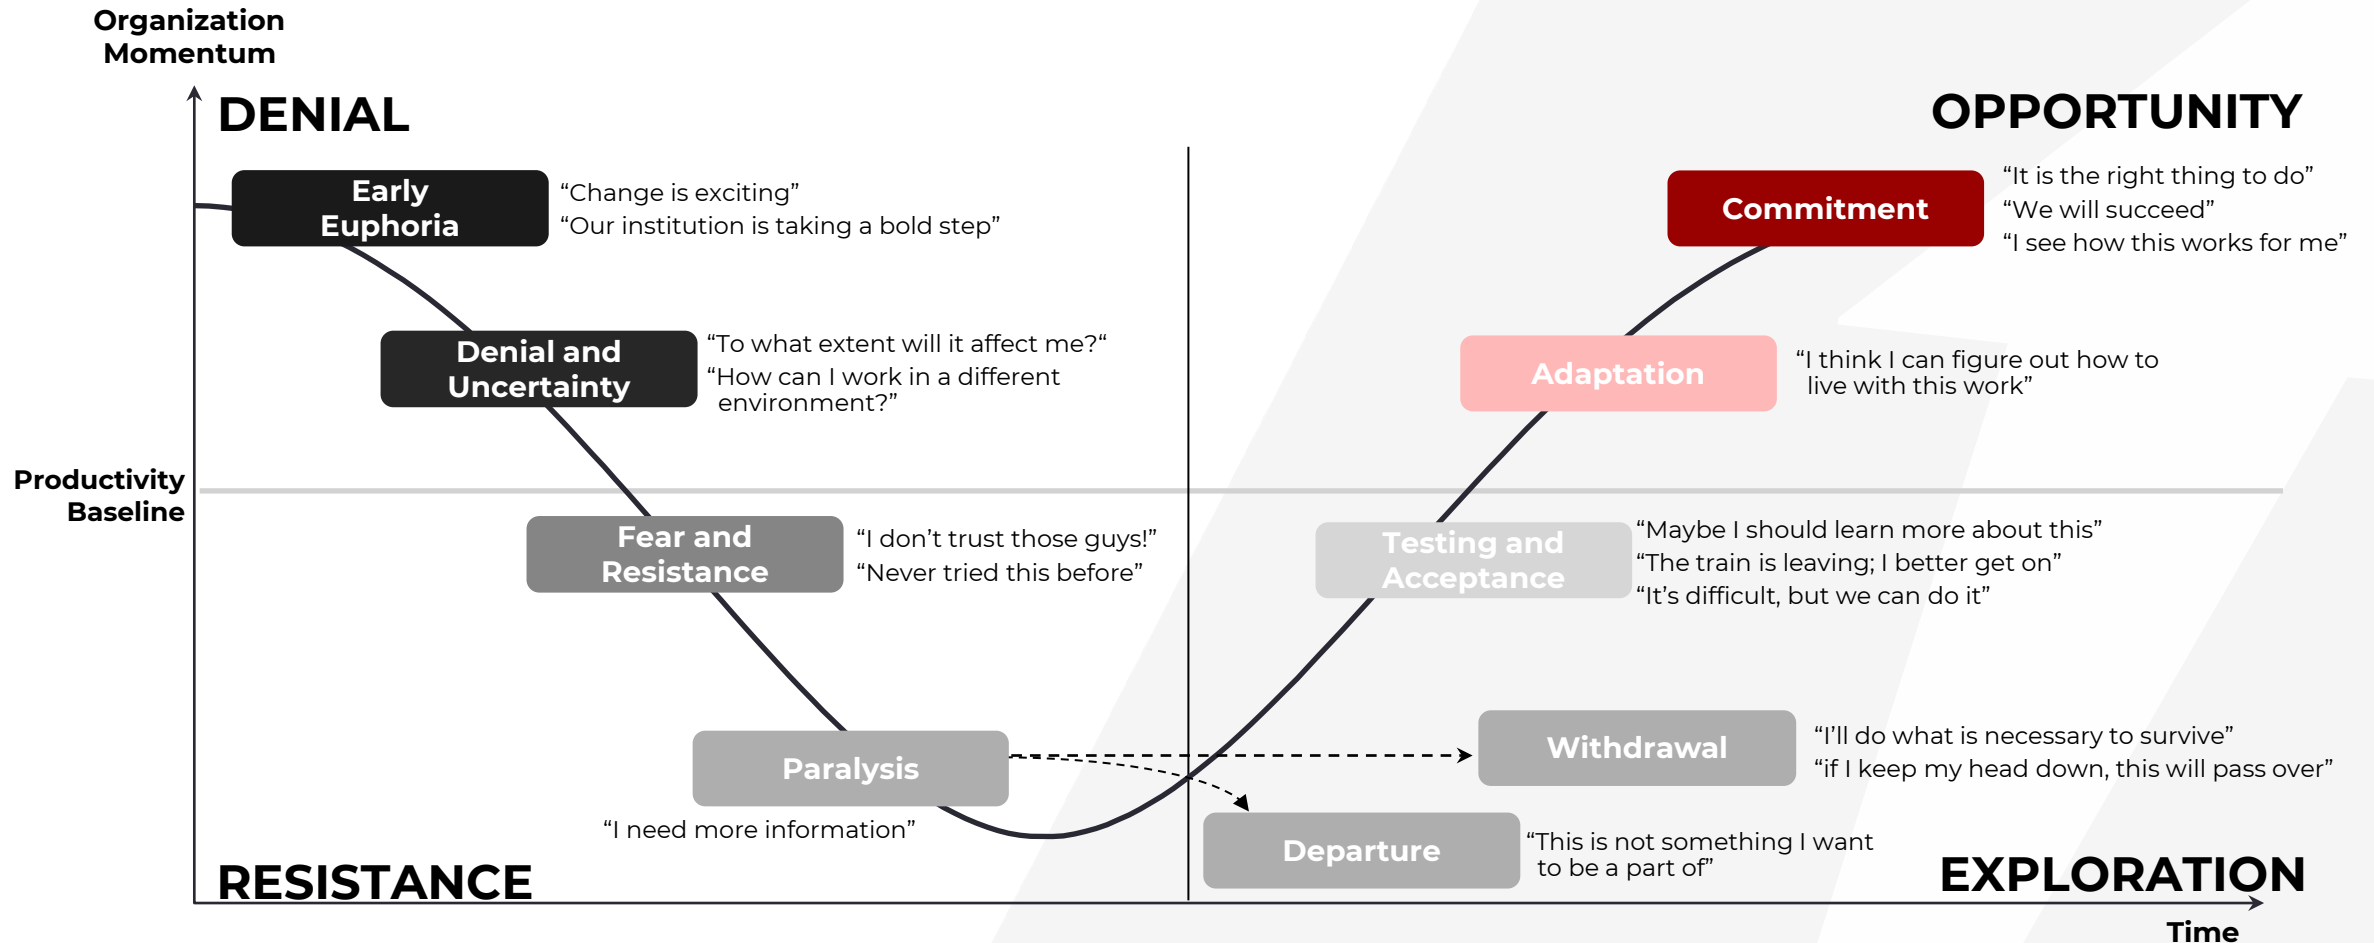 Organization
Momentum
DENIAL
OPPORTUNITY
Early
Euphoria
“Change is exciting”
“Our institution is taking a bold step”
Commitment
“It is the right thing to do”
“We will succeed”
“I see how this works for me”
Denial and
Uncertainty
“To what extent will it affect me?“
“How can I work in a different
environment?”
Adaptation
“I think I can figure out how to
live with this work”
Productivity
Baseline
Fear and
Resistance
“I don’t trust those guys!”
“Never tried this before”
Testing and
Acceptance
“Maybe I should learn more about this”
“The train is leaving; I better get on”
“It’s difficult, but we can do it”
Paralysis
“I need more information”
Withdrawal
“I’ll do what is necessary to survive”
“if I keep my head down, this will pass over”
Departure
“This is not something I want
to be a part of”
RESISTANCE
EXPLORATION
Time